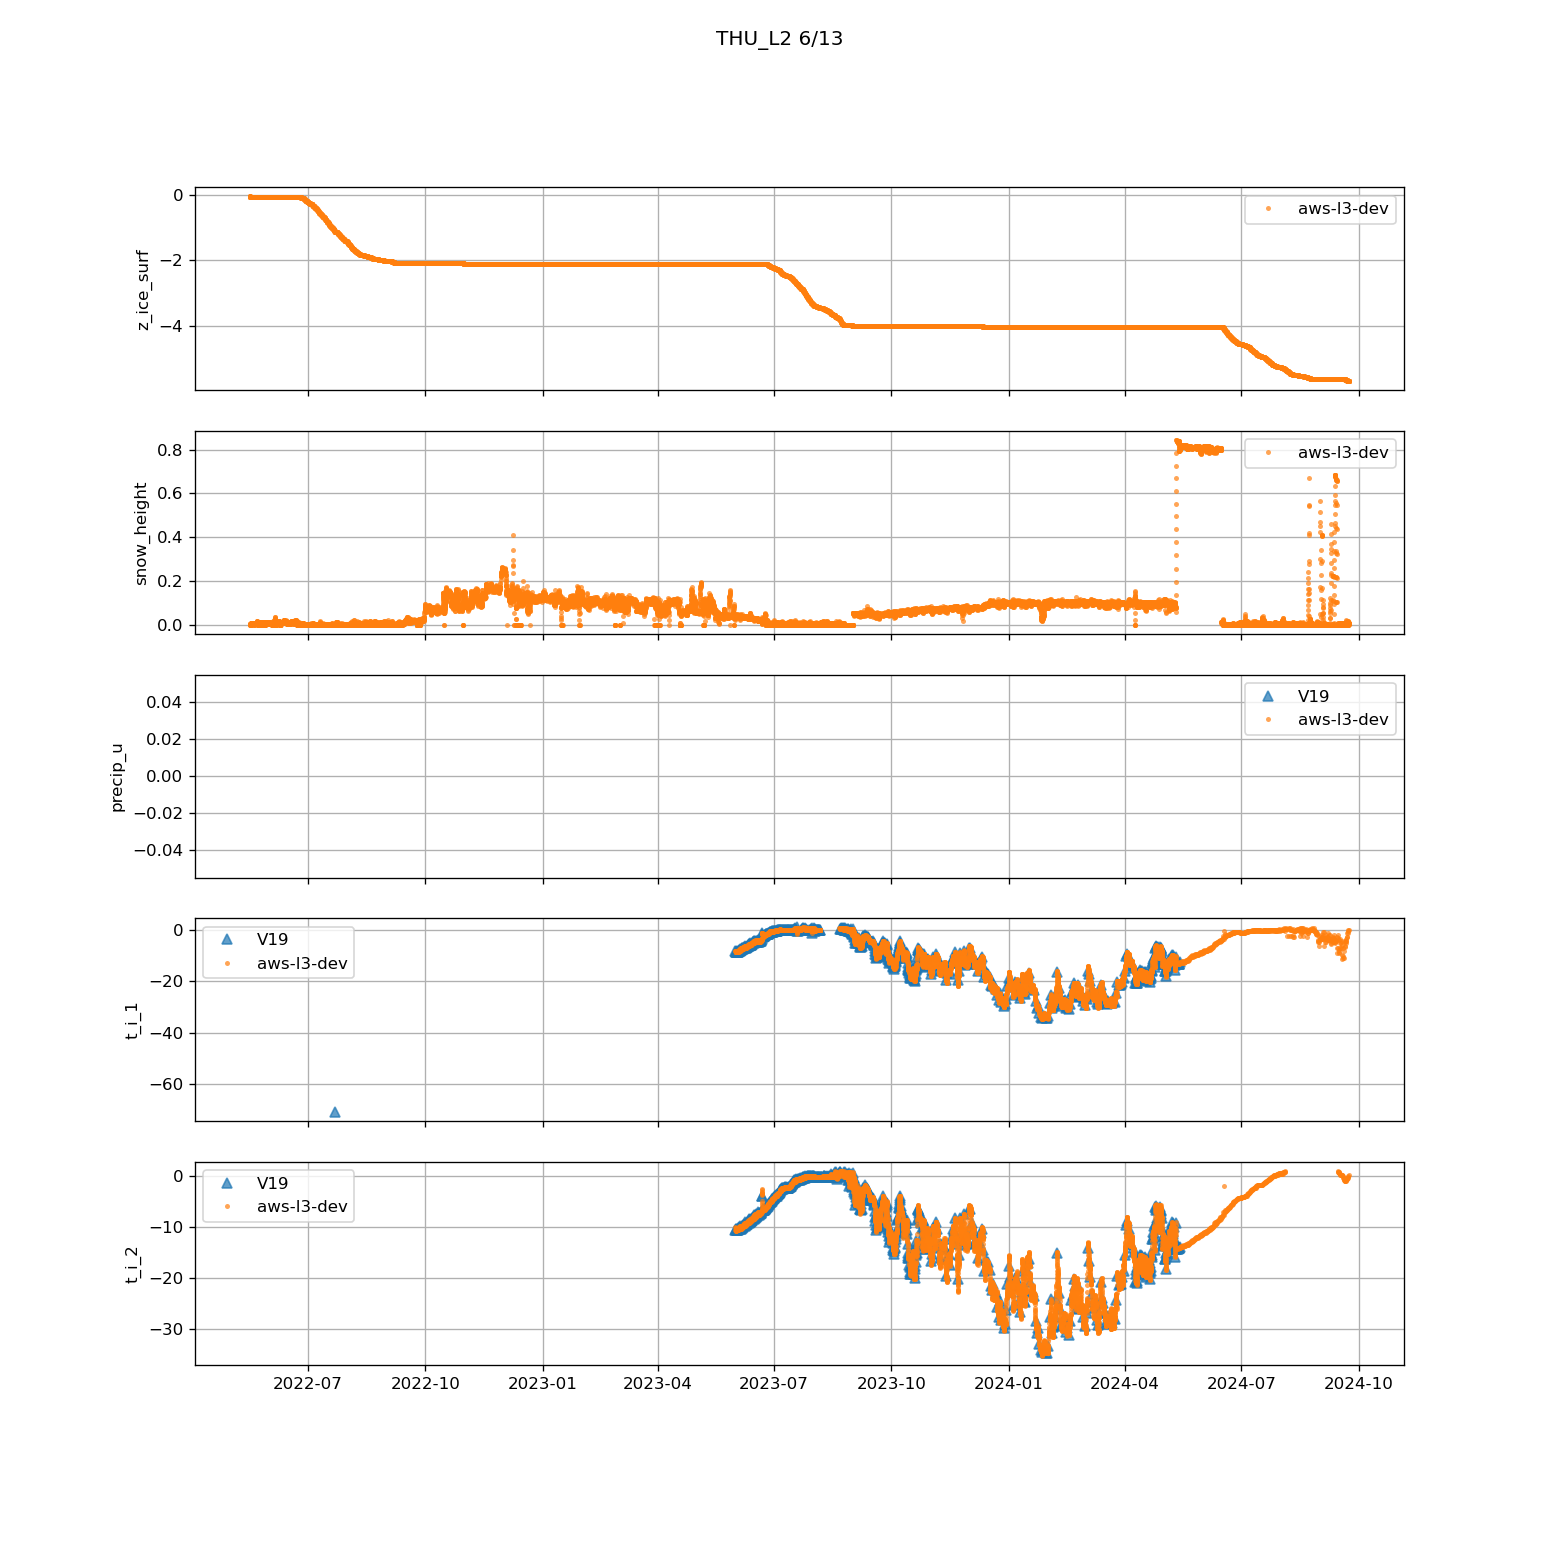 THU_L2 6/13
0
−2
−4
z_ice_surf
aws-l3-dev
0.8
0.6
0.4
0.2
0.0
snow_height
aws-l3-dev
0.04
0.02
0.00
−0.02
−0.04
precip_u
V19
aws-l3-dev
0
−20
−40
−60
t_i_1
V19
aws-l3-dev
0
−10
−20
−30
t_i_2
V19
aws-l3-dev
2022-07 2022-10 2023-01 2023-04 2023-07 2023-10 2024-01 2024-04 2024-07 2024-10